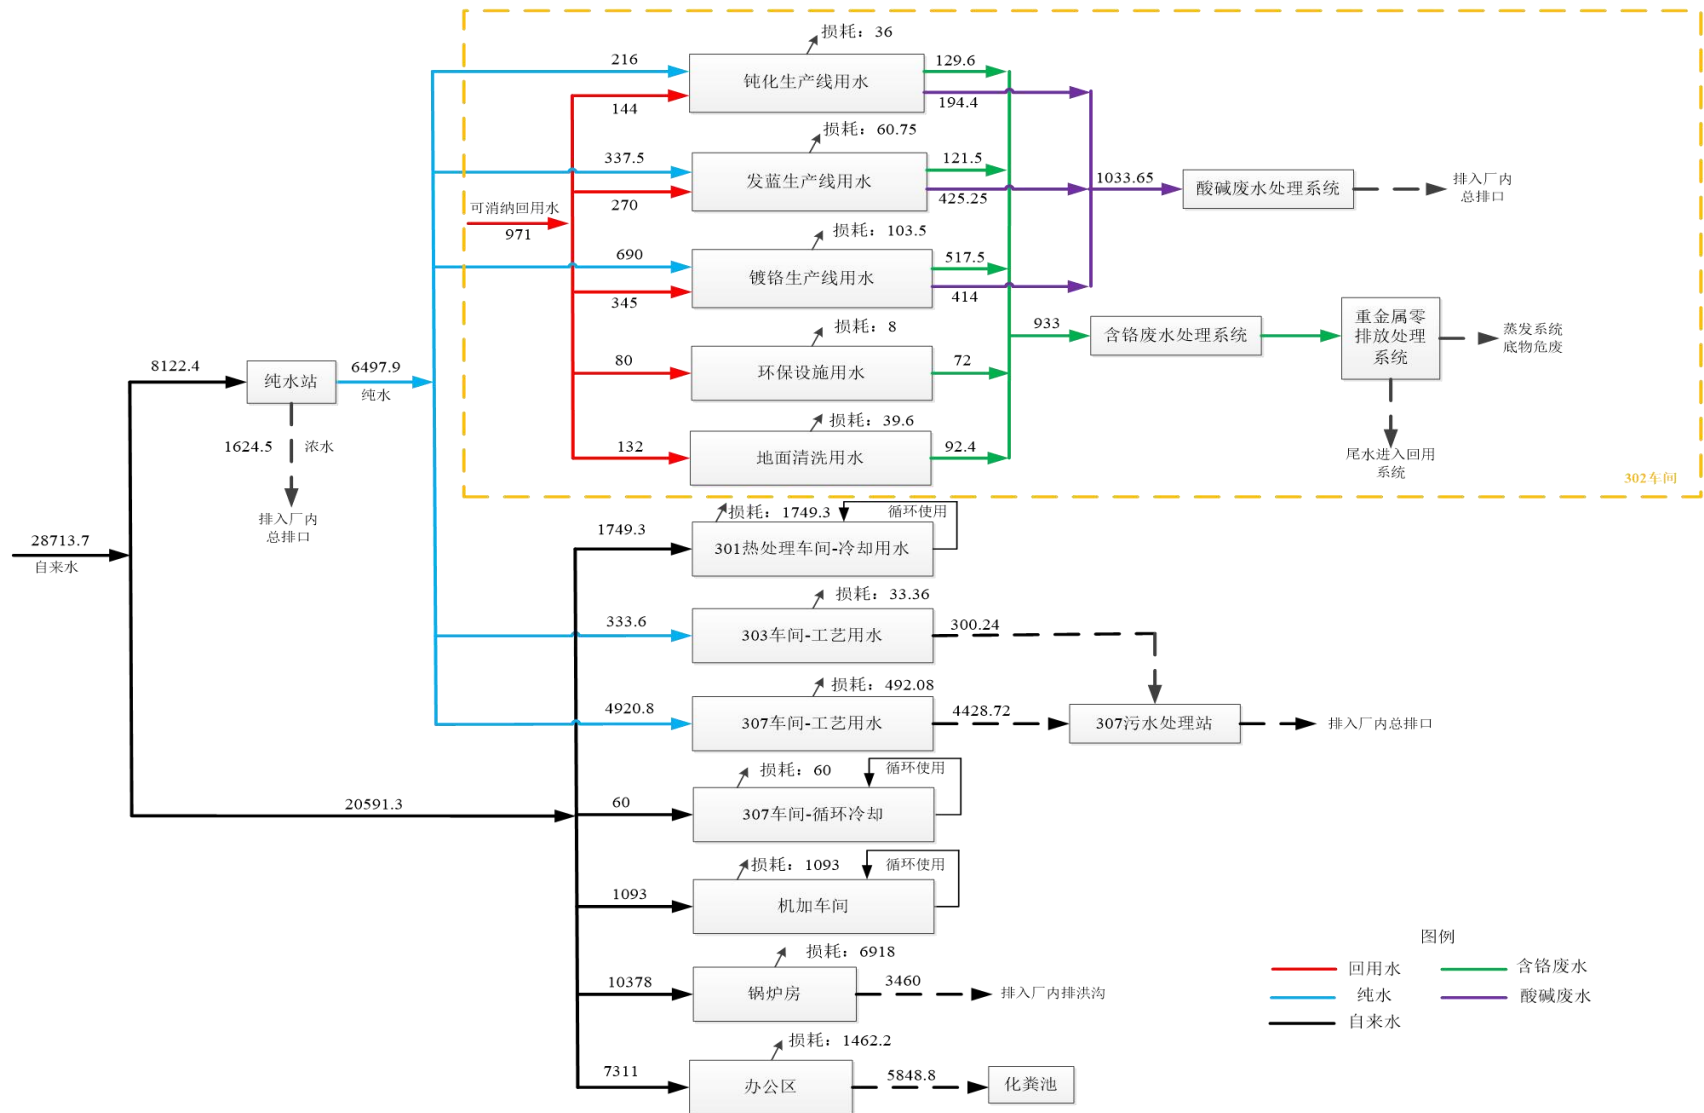 损耗：36
216
钝化生产线用水
129.6
144
194.4
损耗：60.75
337.5
发蓝生产线用水
121.5
270
425.25
1033.65
酸碱废水处理系统
排入厂内
总排口
可消纳回用水
971
损耗：103.5
690
镀铬生产线用水
517.5
345
414
损耗：8
80
环保设施用水
72
933
含铬废水处理系统
重金属零
排放处理
系统
蒸发系统
底物危废
尾水进入回用
系统
损耗：39.6
132
地面清洗用水
92.4
302车间
8122.4
纯水站
6497.9
纯水
1624.5
浓水
排入厂内
总排口
28713.7
自来水
损耗：1749.3
循环使用
1749.3
301热处理车间-冷却用水
损耗：33.36
333.6
303车间-工艺用水
300.24
损耗：492.08
4920.8
307车间-工艺用水
4428.72
307污水处理站
排入厂内总排口
20591.3
损耗：60
循环使用
60
307车间-循环冷却
损耗：1093
循环使用
1093
机加车间
损耗：6918
10378
锅炉房
3460
排入厂内排洪沟
损耗：1462.2
7311
办公区
5848.8
化粪池
图例
回用水
含铬废水
纯水
酸碱废水
自来水